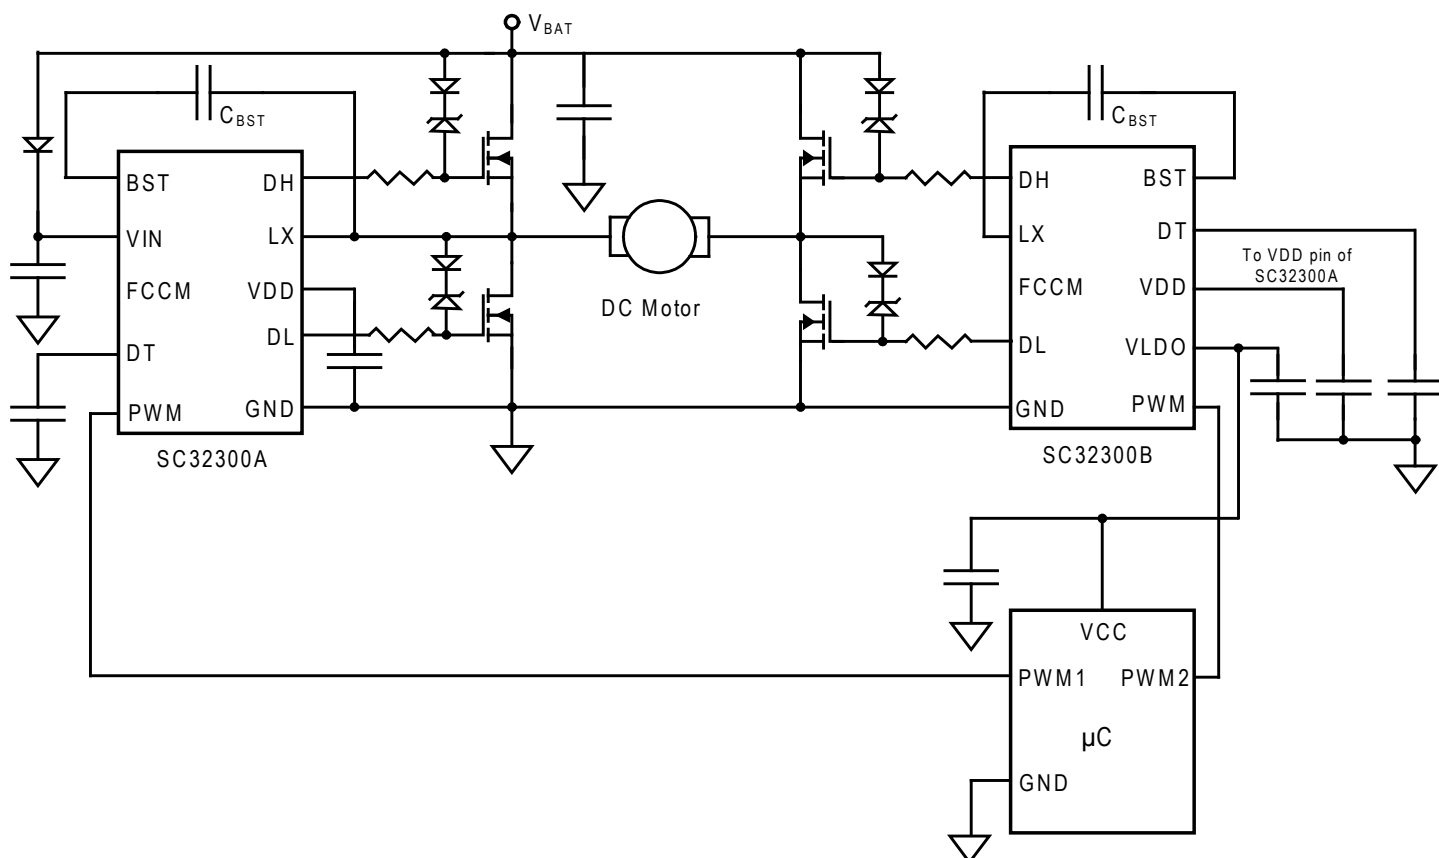 VBAT
CBST
CBST
BST
DH
VIN
LX
FCCM
VDD
DT
DL
PWM
GND
SC32300A
DC Motor
DH
BST
LX
DT
FCCM
VDD
DL
VLDO
GND
PWM
SC32300B
To VDD pin of
SC32300A
VCC
PWM1
PWM2
µC
GND